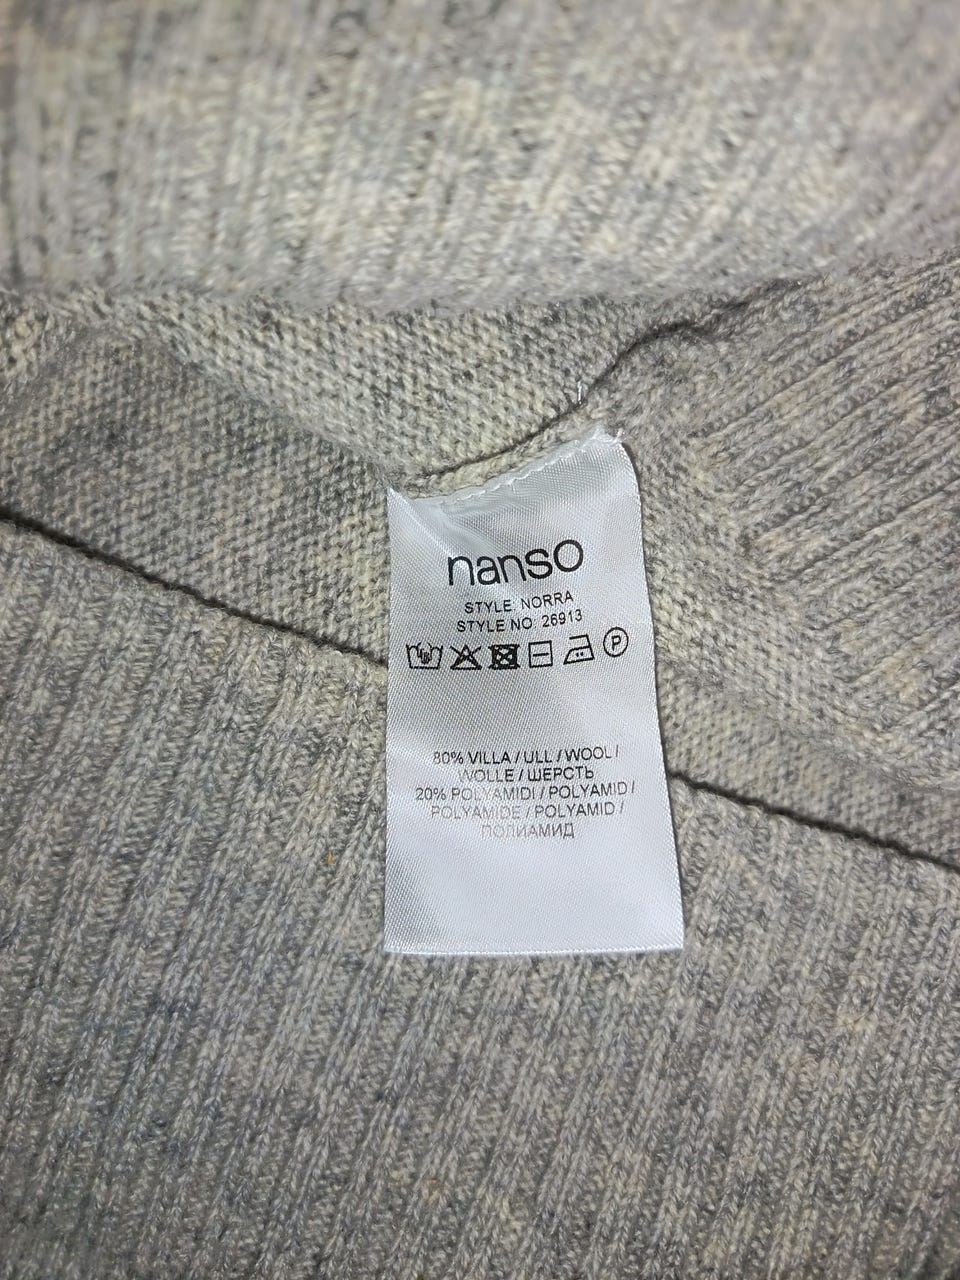 nanso
STYLE: NORRA
STYLE NO: 26913
P
80% VILLA / ULL / WOOL /
WOLLE / ШЕРСТЬ
20% POLYAMIDI / POLYAMID /
POLYAMIDE / POLYAMID /
ПОЛИАМИД